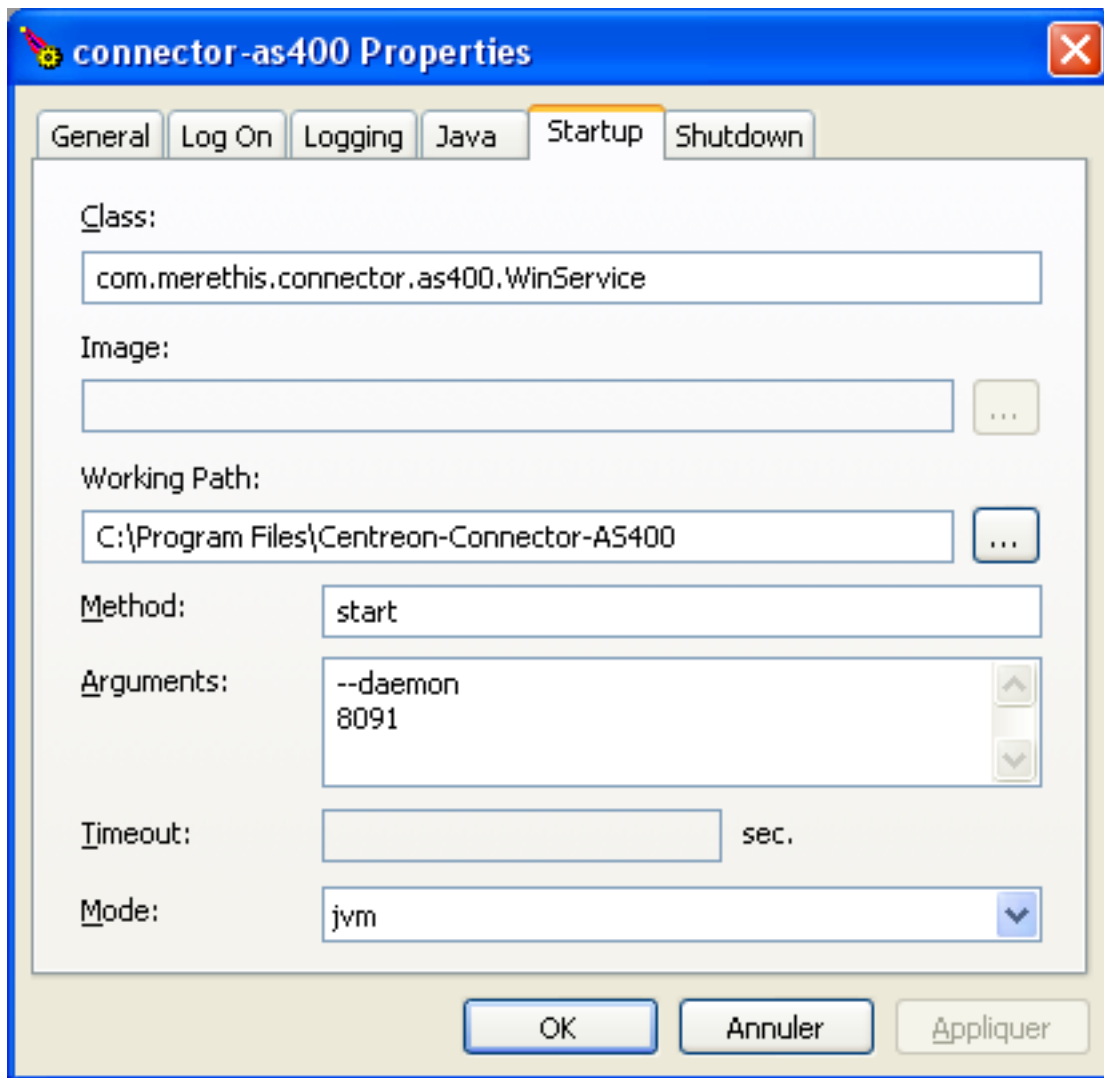 connector-as400 Properties
General Log On Logging Java Startup Shutdown
Class:
com.merethis.connector.as400.WinService
Image:
...
Working Path:
C:\Program Files\Centreon-Connector-AS400
...
Method: start
Arguments: --daemon
8091
Timeout: sec.
Mode: jvm
OK Annuler Appliquer